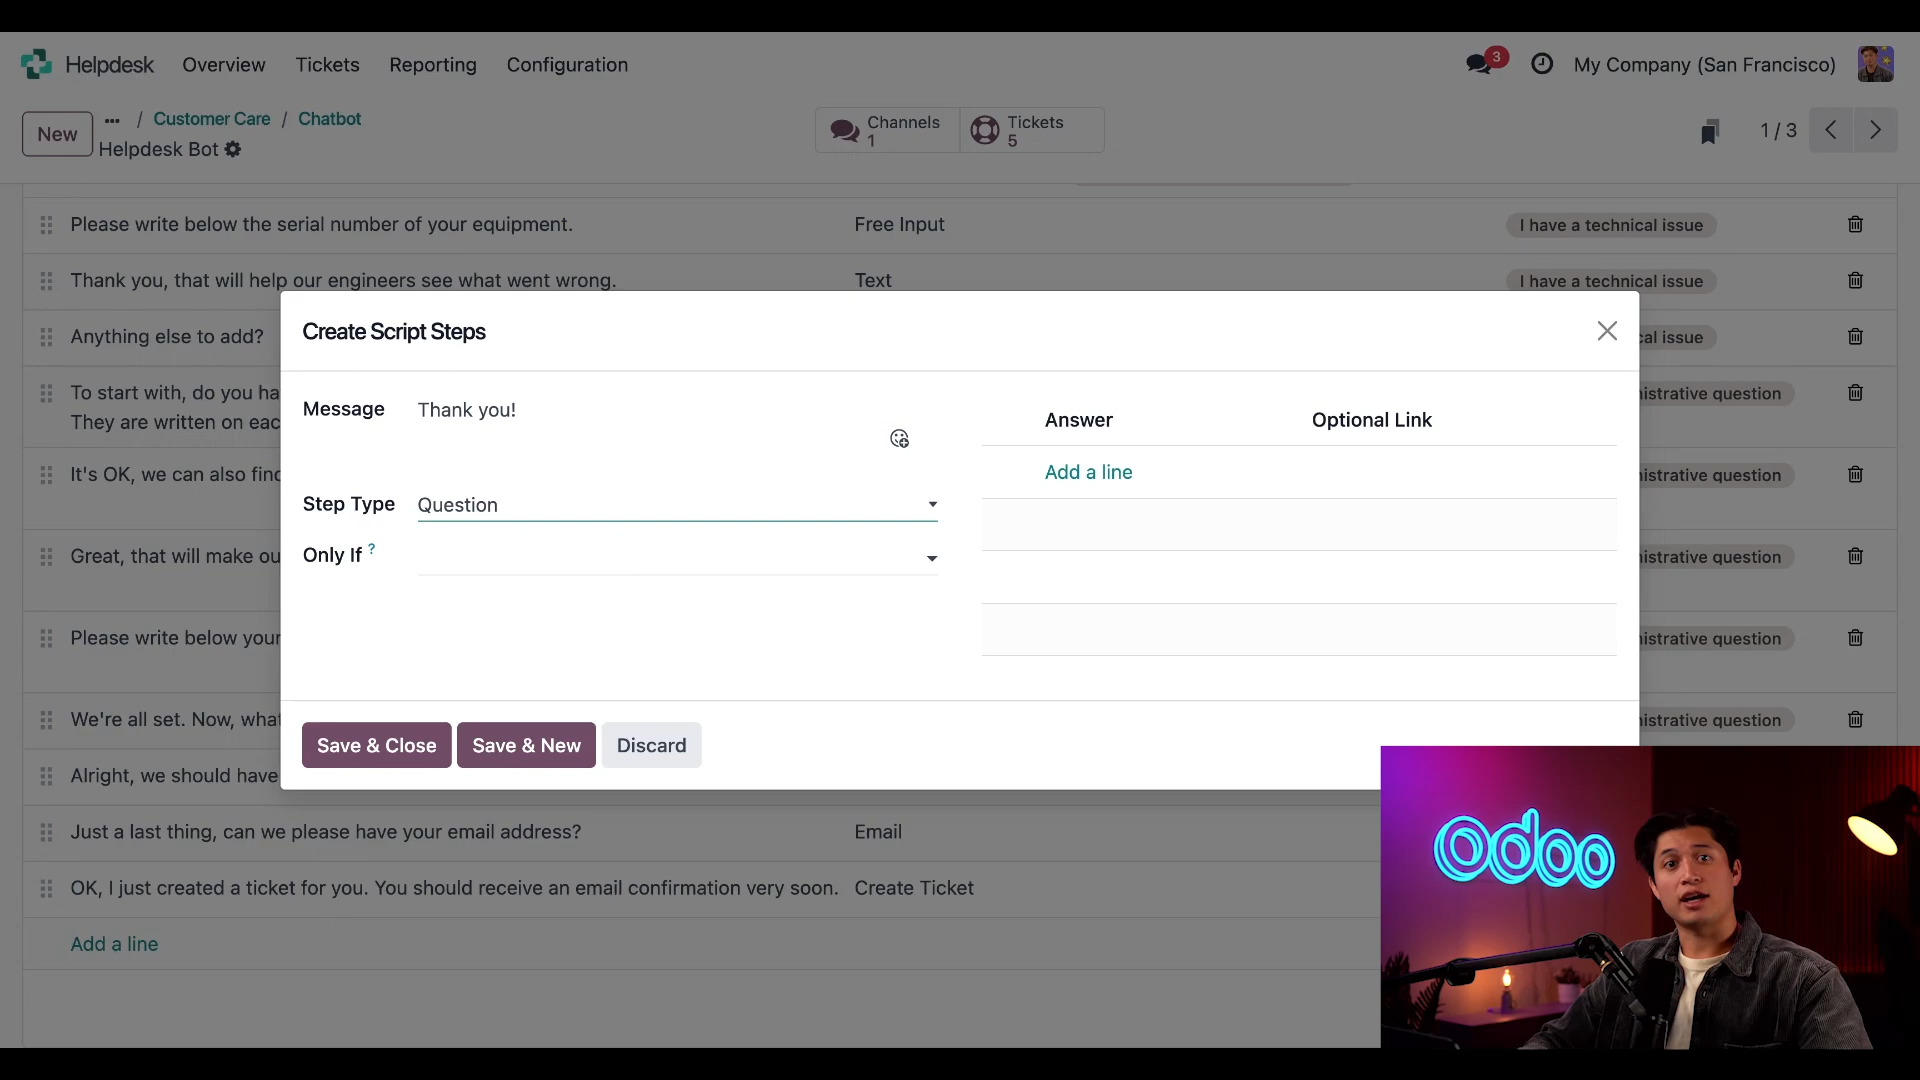 Helpdesk Overview Tickets Reporting Configuration 3 My Company (San Francisco)
New ... / Customer Care / Chatbot
Helpdesk Bot
Channels 1 Tickets 5
1 / 3
Please write below the serial number of your equipment. Free Input I have a technical issue
Thank you, that will help our engineers see what went wrong. Text I have a technical issue
Anything else to add?
To start with, do you ha
They are written on eac
istrative question
It's OK, we can also find istrative question
Great, that will make ou istrative question
Please write below your istrative question
We're all set. Now, what istrative question
Alright, we should have
Create Script Steps
Message Thank you!
Step Type Question
Only If ?
Answer Optional Link
Add a line
Save & Close Save & New Discard
Just a last thing, can we please have your email address? Email
OK, I just created a ticket for you. You should receive an email confirmation very soon. Create Ticket
Add a line
odoo